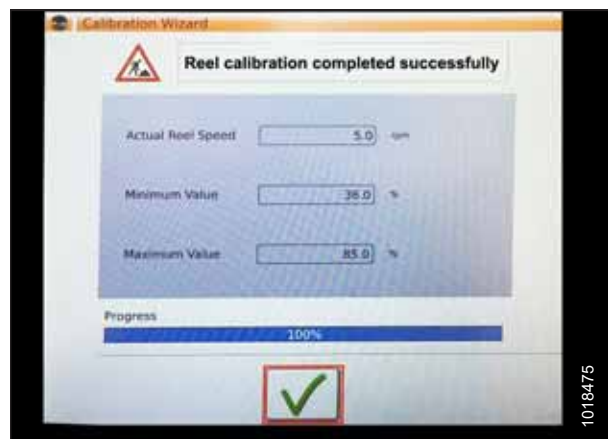 Calibration Wizard
Reel calibration completed successfully
Actual Reel Speed 5.0 rpm
Minimum Value 36.0 %
Maximum Value 85.0 %
Progress
100%
1018475